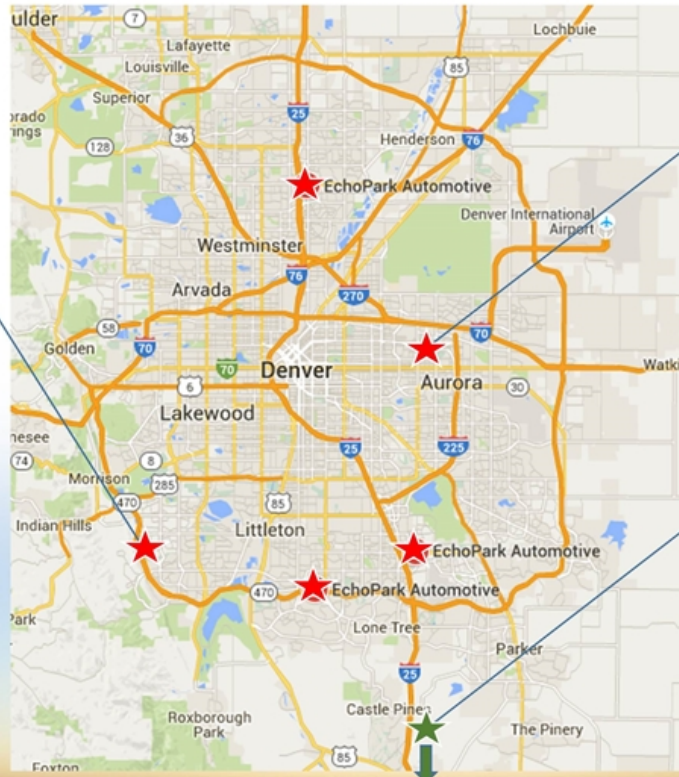 ulder
7
Lafayette
Lochbuie
Louisville
85
Superior
25
orado
ings
36
Henderson
76
128
EchoPark Automotive
Denver International
Airport
Westminster
76
Arvada
270
58
70
70
Golden
70
Denver
Watki
6
Aurora
30
Lakewood
nesee
25
225
74
8
Morrison
285
470
85
Indian Hills
Littleton
EchoPark Automotive
470
EchoPark Automotive
Park
Lone Tree
Parker
25
Castle Pines
Roxborough
Park
The Pinery
85
Foxton